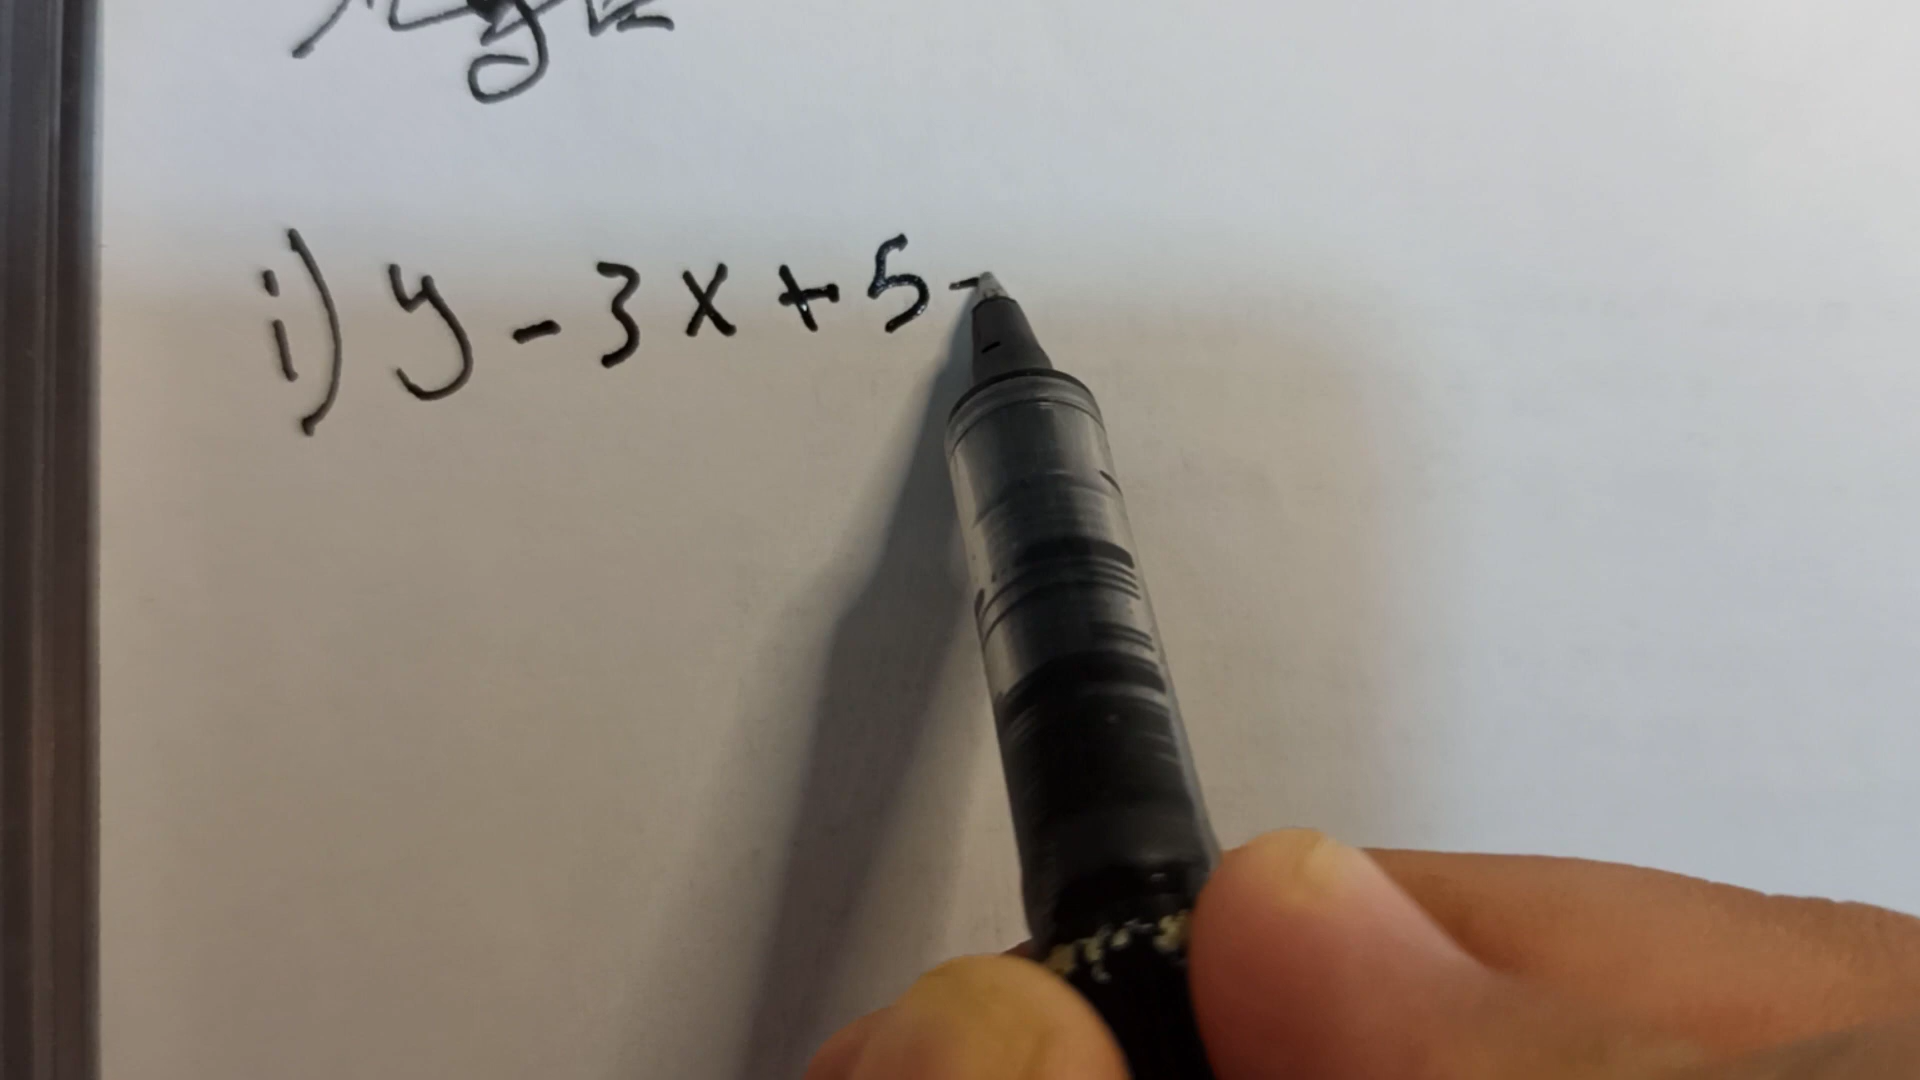 i) y - 3x + 5 -